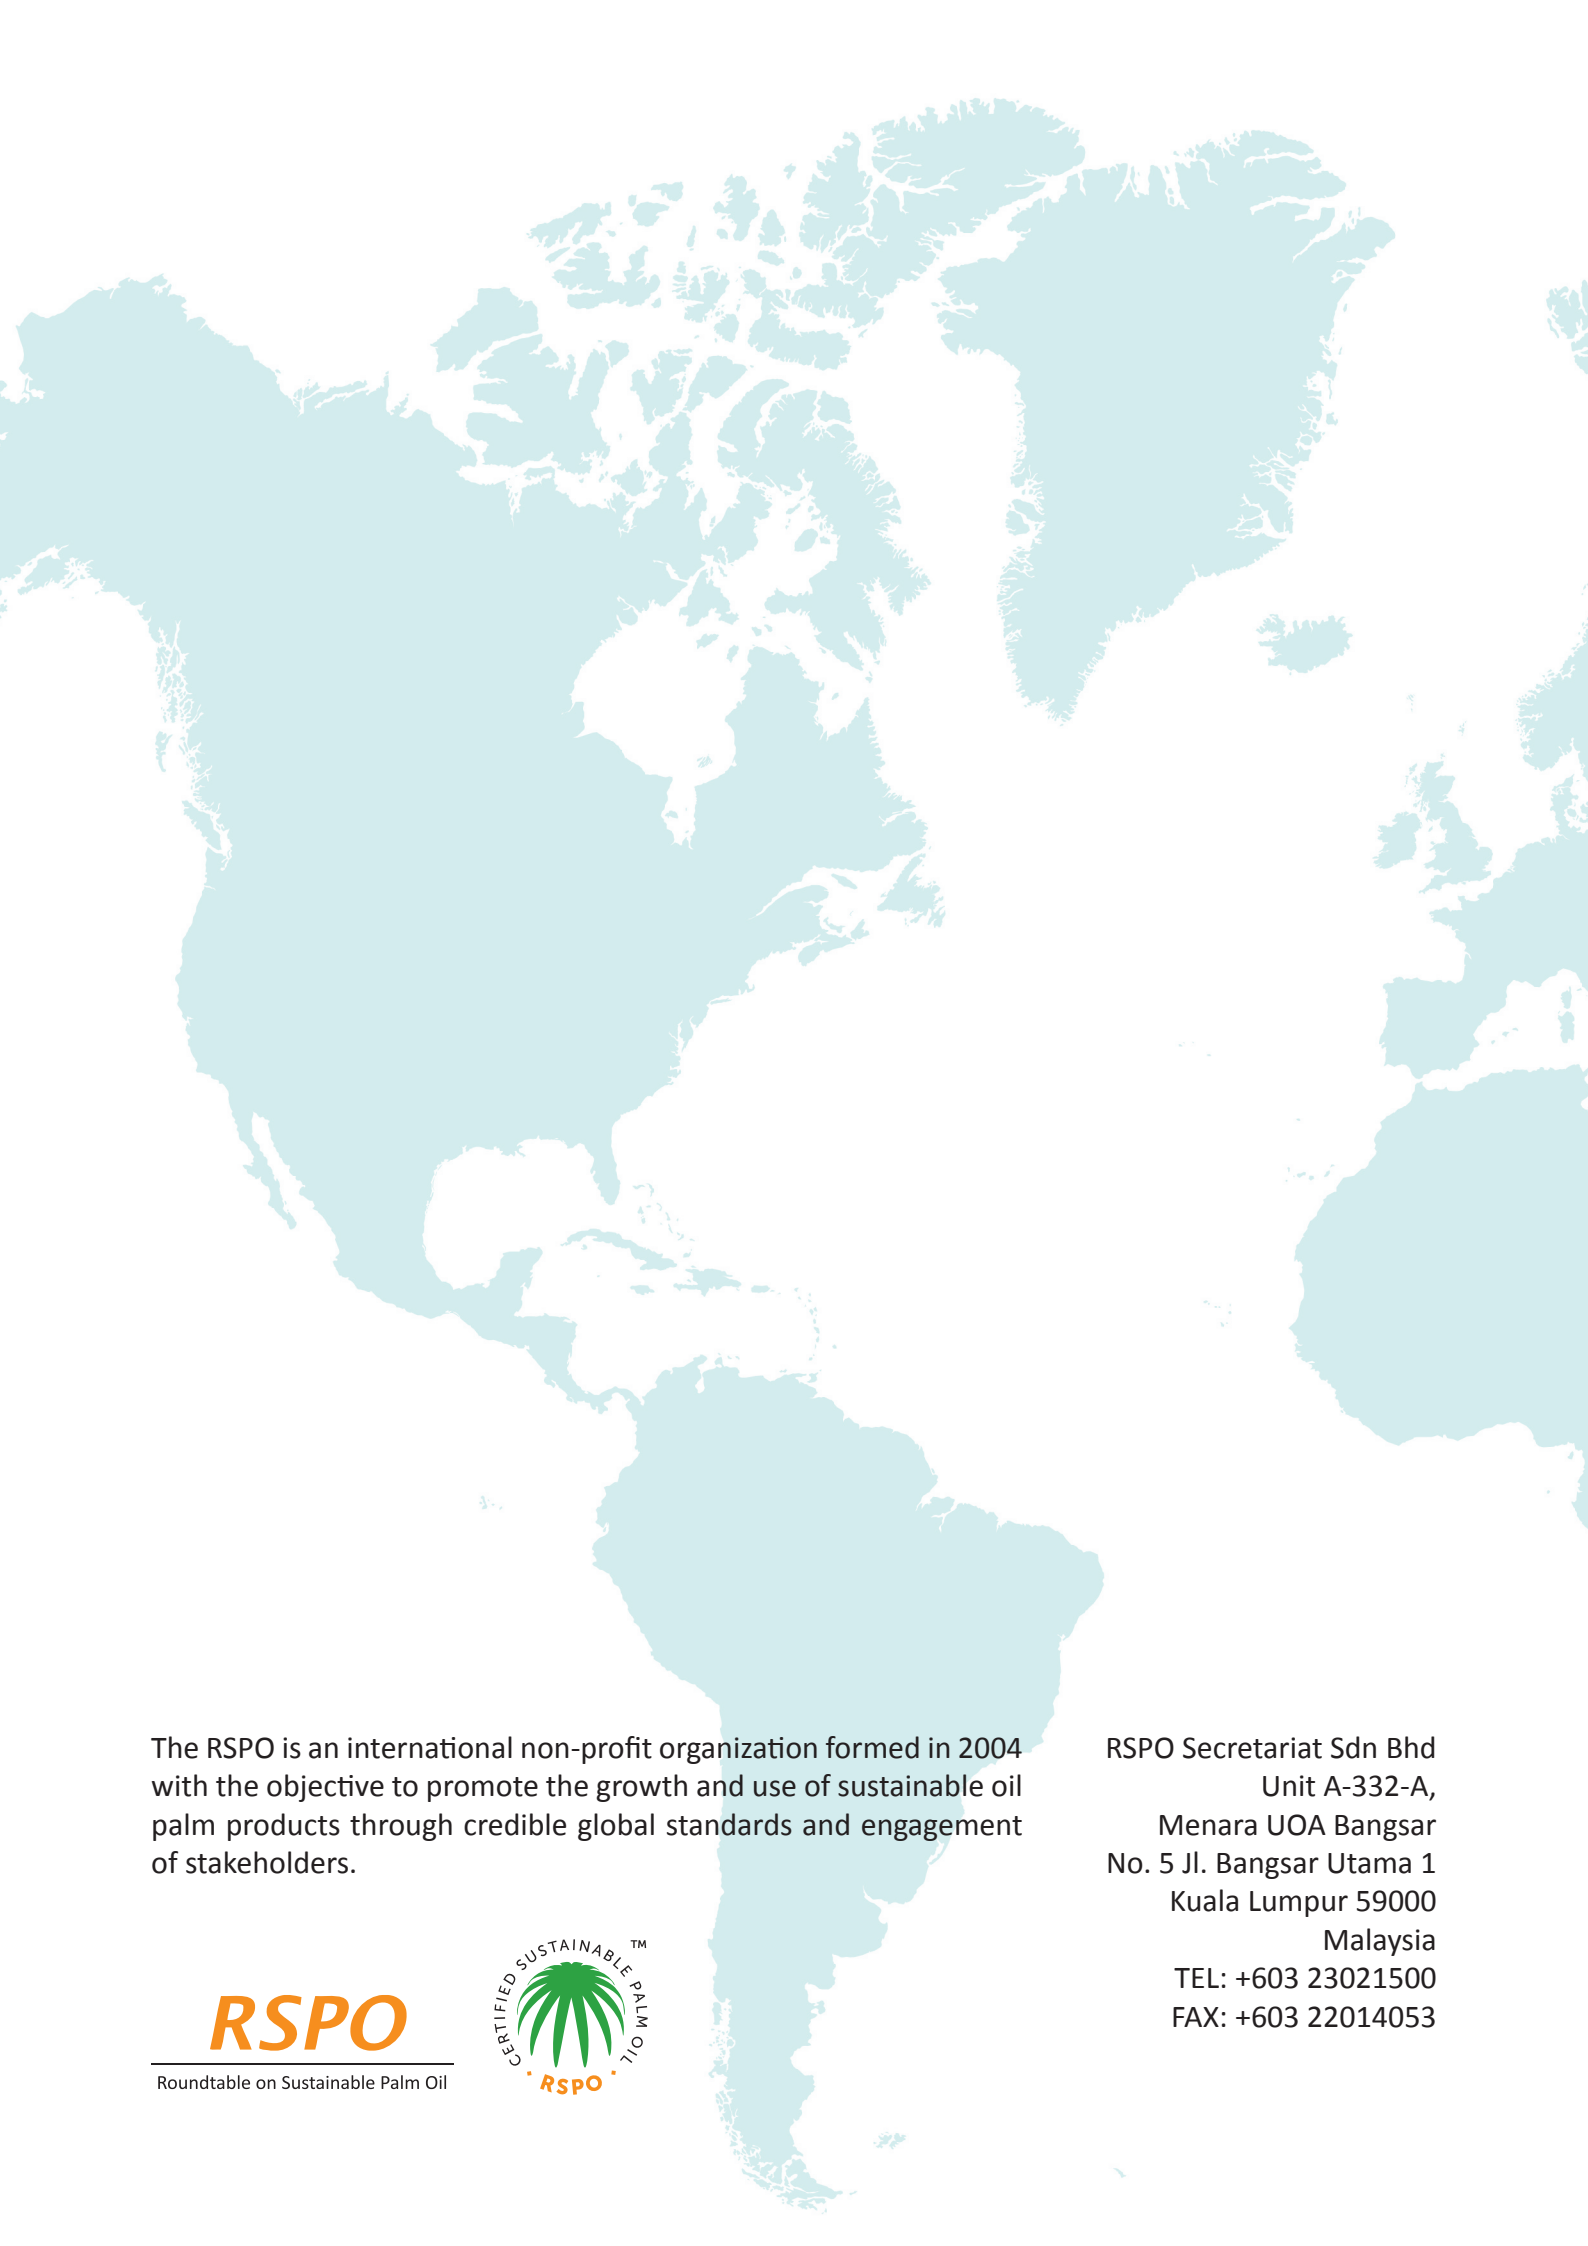 The RSPO is an international non-profit organization formed in 2004
with the objective to promote the growth and use of sustainable oil
palm products through credible global standards and engagement
of stakeholders.
RSPO Secretariat Sdn Bhd
Unit A-332-A,
Menara UOA Bangsar
No. 5 Jl. Bangsar Utama 1
Kuala Lumpur 59000
Malaysia
TEL: +603 23021500
FAX: +603 22014053
RSPO
Roundtable on Sustainable Palm Oil
CERTIFIED SUSTAINABLE PALM OIL
TM
· RSPO ·